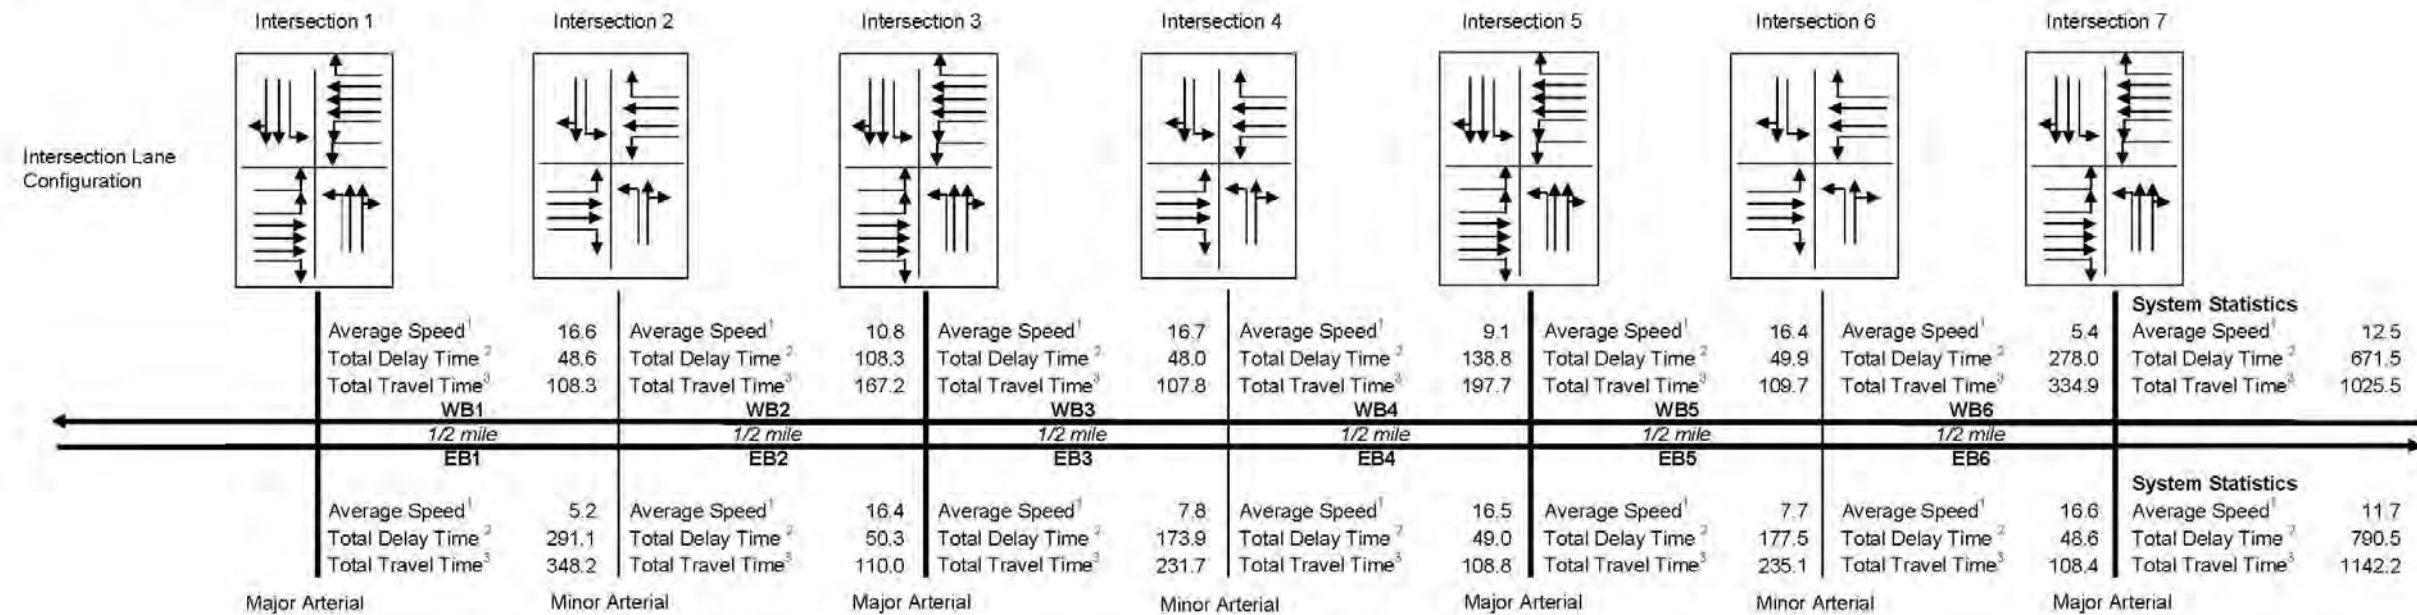 Intersection 1 Intersection 2 Intersection 3 Intersection 4 Intersection 5 Intersection 6 Intersection 7
Intersection Lane
Configuration
System Statistics
Average Speed¹ 16.6 Average Speed¹ 10.8 Average Speed¹ 16.7 Average Speed¹ 9.1 Average Speed¹ 16.4 Average Speed¹ 5.4 Average Speed¹ 12.5
Total Delay Time² 48.6 Total Delay Time² 108.3 Total Delay Time² 48.0 Total Delay Time² 138.8 Total Delay Time² 49.9 Total Delay Time² 278.0 Total Delay Time² 671.5
Total Travel Time³ 108.3 Total Travel Time³ 167.2 Total Travel Time³ 107.8 Total Travel Time³ 197.7 Total Travel Time³ 109.7 Total Travel Time³ 334.9 Total Travel Time³ 1025.5
WB1 WB2 WB3 WB4 WB5 WB6
1/2 mile 1/2 mile 1/2 mile 1/2 mile 1/2 mile 1/2 mile
EB1 EB2 EB3 EB4 EB5 EB6
System Statistics
Average Speed¹ 5.2 Average Speed¹ 16.4 Average Speed¹ 7.8 Average Speed¹ 16.5 Average Speed¹ 7.7 Average Speed¹ 16.6 Average Speed¹ 11.7
Total Delay Time² 291.1 Total Delay Time² 50.3 Total Delay Time² 173.9 Total Delay Time² 49.0 Total Delay Time² 177.5 Total Delay Time² 48.6 Total Delay Time² 790.5
Total Travel Time³ 348.2 Total Travel Time³ 110.0 Total Travel Time³ 231.7 Total Travel Time³ 108.8 Total Travel Time³ 235.1 Total Travel Time³ 108.4 Total Travel Time³ 1142.2
Major Arterial Minor Arterial Major Arterial Minor Arterial Major Arterial Minor Arterial Major Arterial